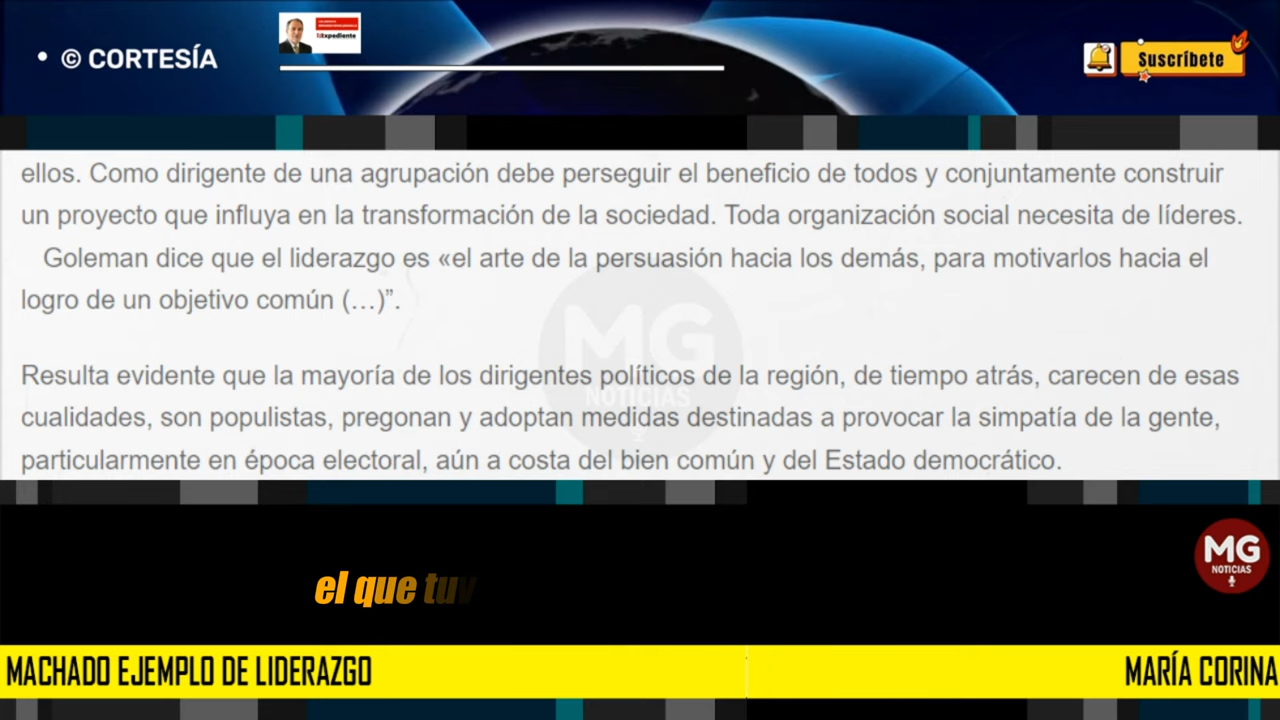 • © CORTESÍA
Expediente
Suscríbete
ellos. Como dirigente de una agrupación debe perseguir el beneficio de todos y conjuntamente construir
un proyecto que influya en la transformación de la sociedad. Toda organización social necesita de líderes.
Goleman dice que el liderazgo es «el arte de la persuasión hacia los demás, para motivarlos hacia el
logro de un objetivo común (…)”.
MG
NOTICIAS
Resulta evidente que la mayoría de los dirigentes políticos de la región, de tiempo atrás, carecen de esas
cualidades, son populistas, pregonan y adoptan medidas destinadas a provocar la simpatía de la gente,
particularmente en época electoral, aún a costa del bien común y del Estado democrático.
el que tuv
MG
NOTICIAS
MACHADO EJEMPLO DE LIDERAZGO
MARÍA CORINA